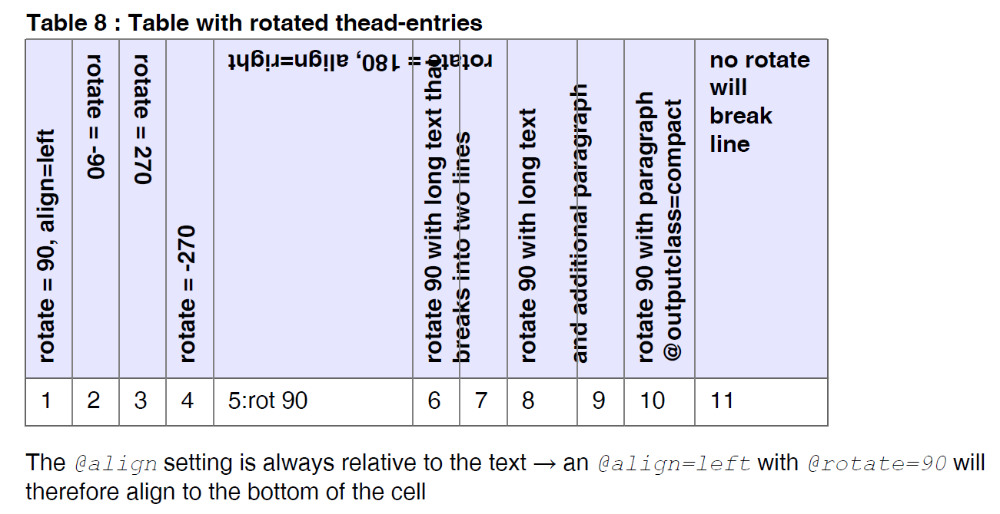 Table 8 : Table with rotated thead-entries
rotate = 90, align=left
rotate = -90
rotate = 270
rotate = -270
rotate = 180, align=right
rotate 90 with long text that
breaks into two lines
rotate 90 with long text
and additional paragraph
rotate 90 with paragraph
@outputclass=compact
no rotate
will
break
line
1 2 3 4 5:rot 90 6 7 8 9 10 11
The @align setting is always relative to the text → an @align=left with @rotate=90 will
therefore align to the bottom of the cell